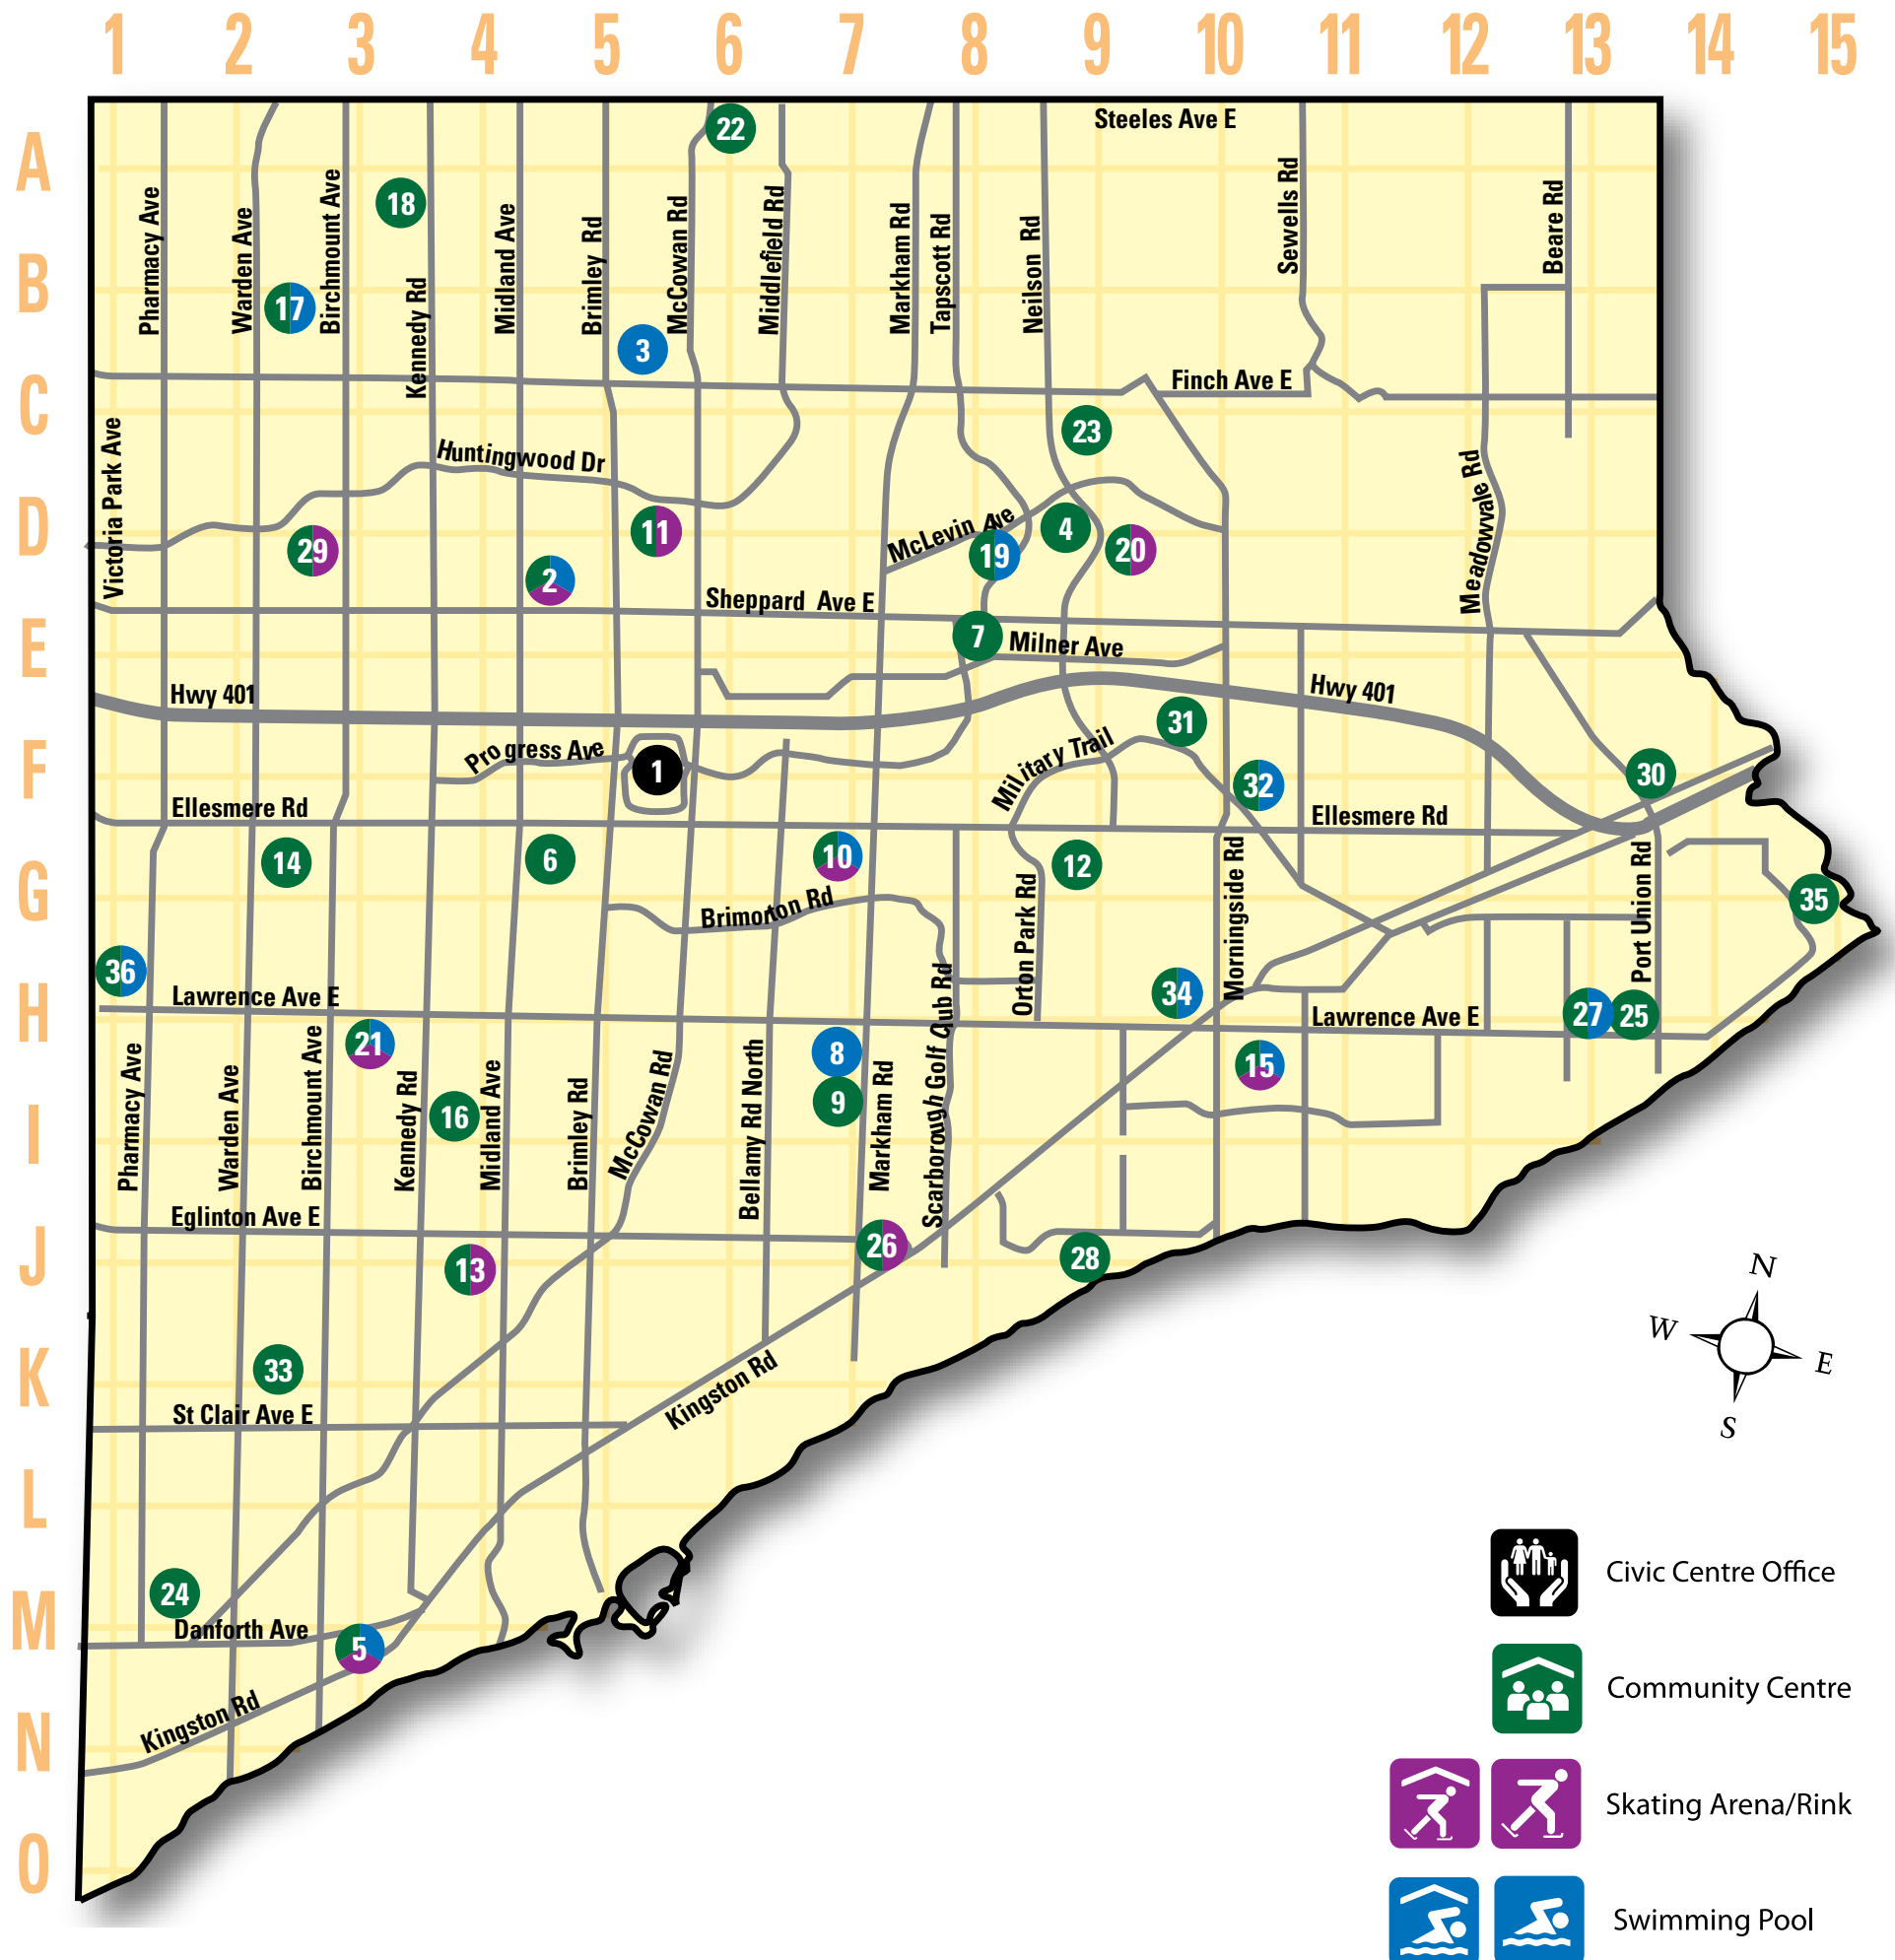 1 2 3 4 5 6 7 8 9 10 11 12 13 14 15
A
B
C
D
E
F
G
H
I
J
K
L
M
N
O
Steeles Ave E
22
18
Pharmacy Ave
Warden Ave
Birchmount Ave
Kennedy Rd
Midland Ave
Brimley Rd
McCowan Rd
Middlefield Rd
Markham Rd
Tapscott Rd
Neilson Rd
Sewells Rd
Beare Rd
17
3
Finch Ave E
23
Victoria Park Ave
Huntingwood Dr
Meadowvale Rd
29
11
2
McLevin Ave
19
4
20
Sheppard Ave E
7
Milner Ave
Hwy 401
Hwy 401
Progress Ave
1
Military Trail
31
32
30
Ellesmere Rd
Ellesmere Rd
14
6
10
12
Brimorton Rd
Orton Park Rd
Morningside Rd
Port Union Rd
35
36
34
27
25
Lawrence Ave E
Lawrence Ave E
21
8
15
9
16
Pharmacy Ave
Warden Ave
Birchmount Ave
Kennedy Rd
Midland Ave
Brimley Rd
McCowan Rd
Bellamy Rd North
Markham Rd
Scarborough Golf Club Rd
Eglinton Ave E
26
28
13
33
St Clair Ave E
Kingston Rd
24
Danforth Ave
5
Kingston Rd
N
W
E
S
Civic Centre Office
Community Centre
Skating Arena/Rink
Swimming Pool